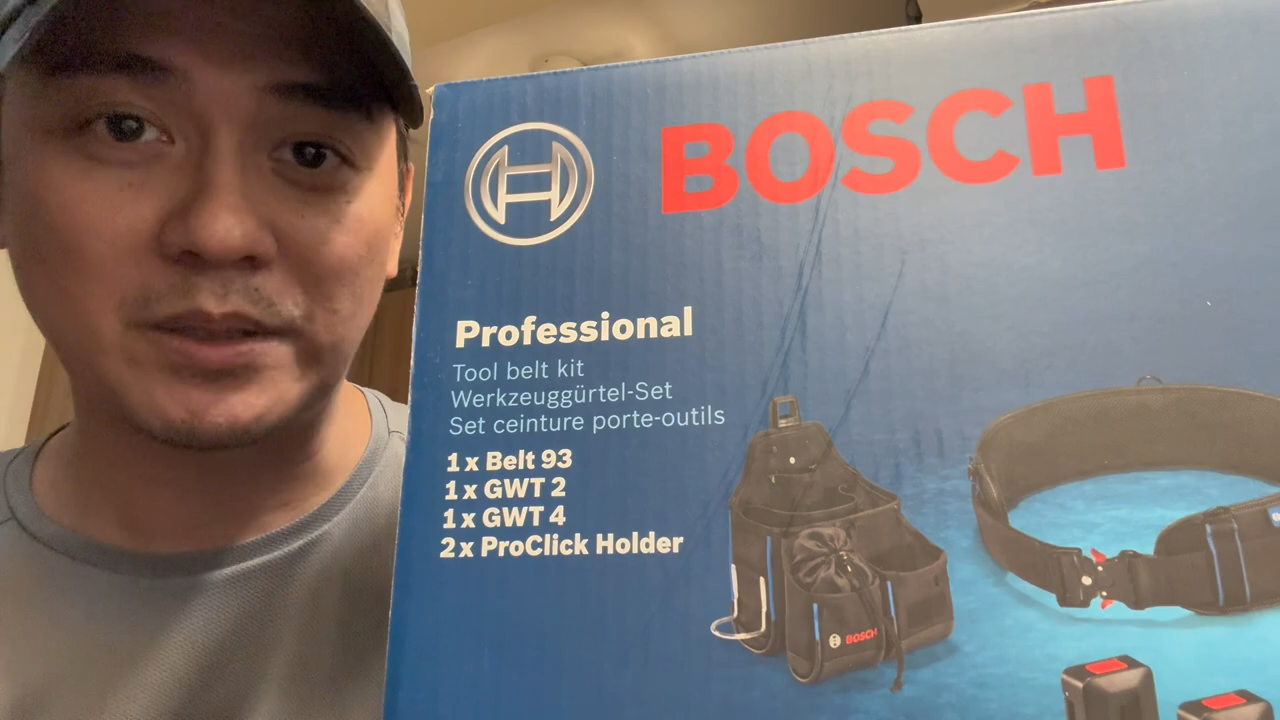 BOSCH
Professional
Tool belt kit
Werkzeuggürtel-Set
Set ceinture porte-outils
1 x Belt 93
1 x GWT 2
1 x GWT 4
2 x ProClick Holder
BOSCH